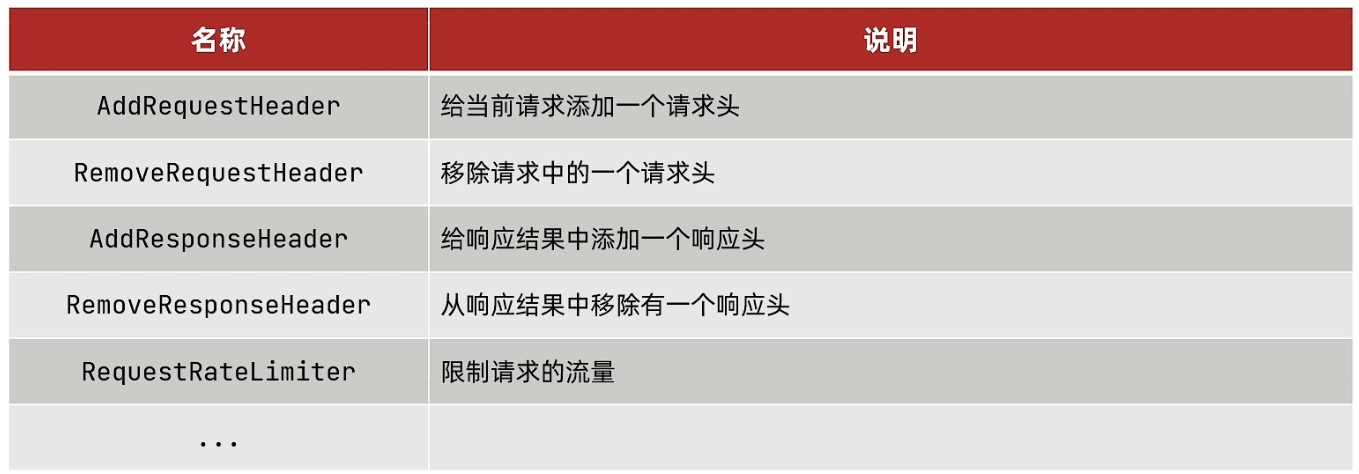 名称 说明
AddRequestHeader 给当前请求添加一个请求头
RemoveRequestHeader 移除请求中的一个请求头
AddResponseHeader 给响应结果中添加一个响应头
RemoveResponseHeader 从响应结果中移除有一个响应头
RequestRateLimiter 限制请求的流量
...